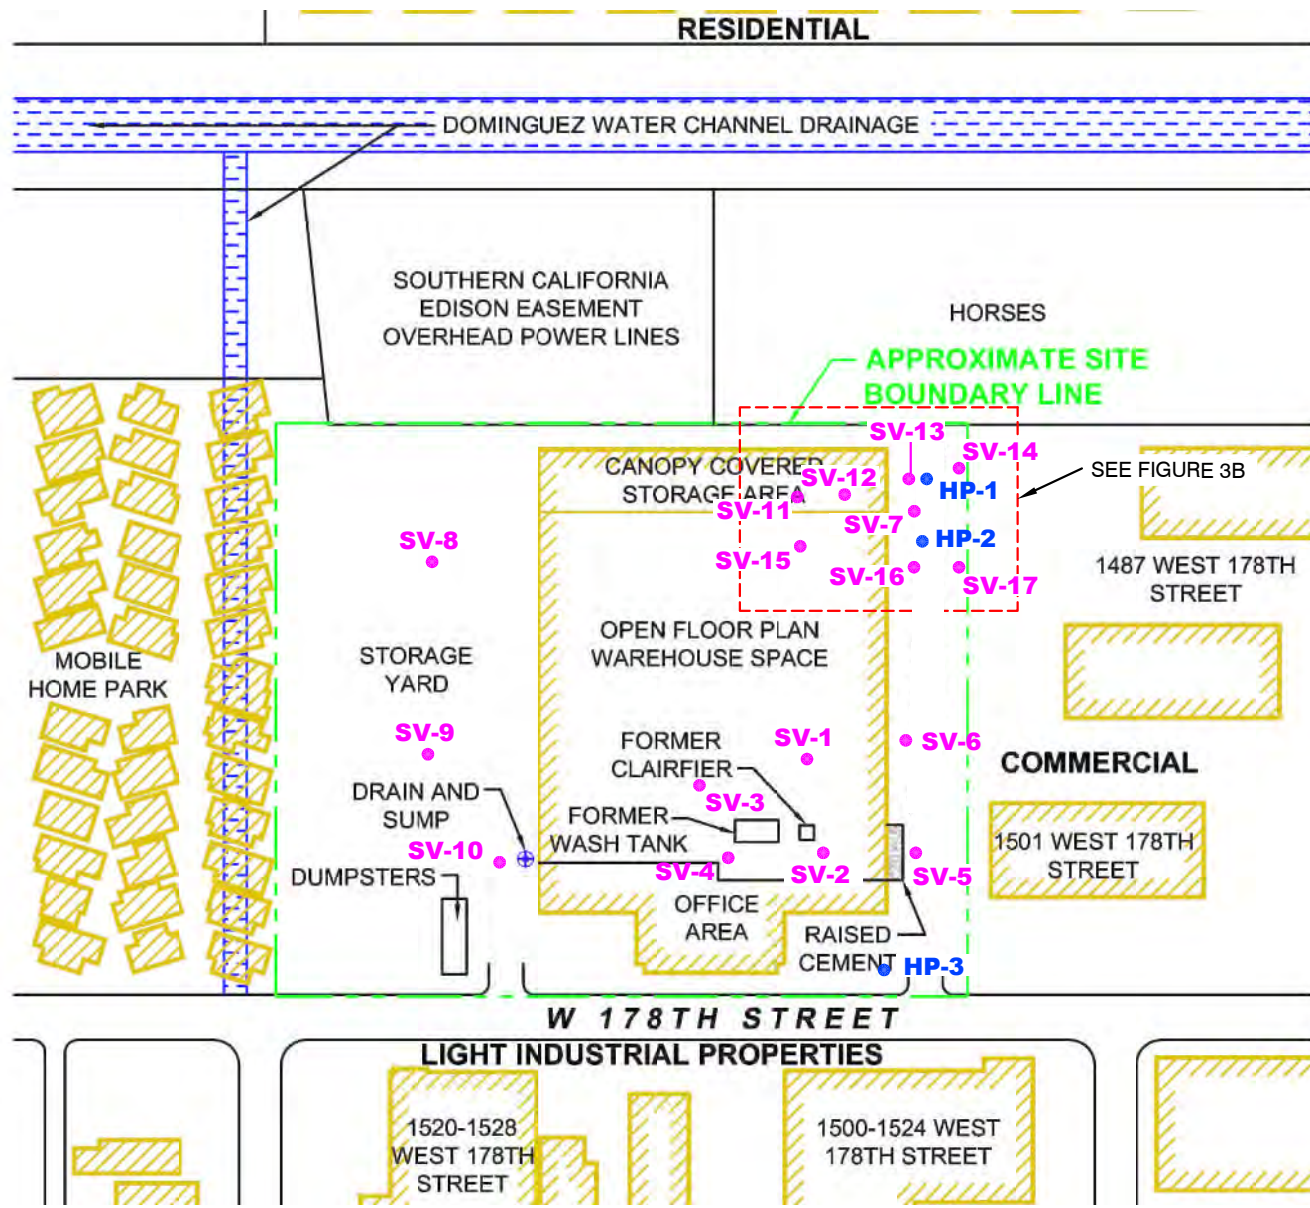 RESIDENTIAL
DOMINGUEZ WATER CHANNEL DRAINAGE
SOUTHERN CALIFORNIA
EDISON EASEMENT
OVERHEAD POWER LINES
HORSES
APPROXIMATE SITE
BOUNDARY LINE
SV-13
SV-14
SEE FIGURE 3B
CANOPY COVERED
STORAGE AREA
SV-12
HP-1
SV-11
SV-7
SV-8
HP-2
SV-15
SV-16
SV-17
1487 WEST 178TH
STREET
OPEN FLOOR PLAN
WAREHOUSE SPACE
STORAGE
YARD
MOBILE
HOME PARK
SV-9
FORMER
CLAIRFIER
SV-1
SV-6
COMMERCIAL
DRAIN AND
SUMP
SV-3
FORMER
WASH TANK
SV-10
SV-4
SV-2
SV-5
1501 WEST 178TH
STREET
DUMPSTERS
OFFICE
AREA
RAISED
CEMENT
HP-3
W 178TH STREET
LIGHT INDUSTRIAL PROPERTIES
1520-1528
WEST 178TH
STREET
1500-1524 WEST
178TH STREET